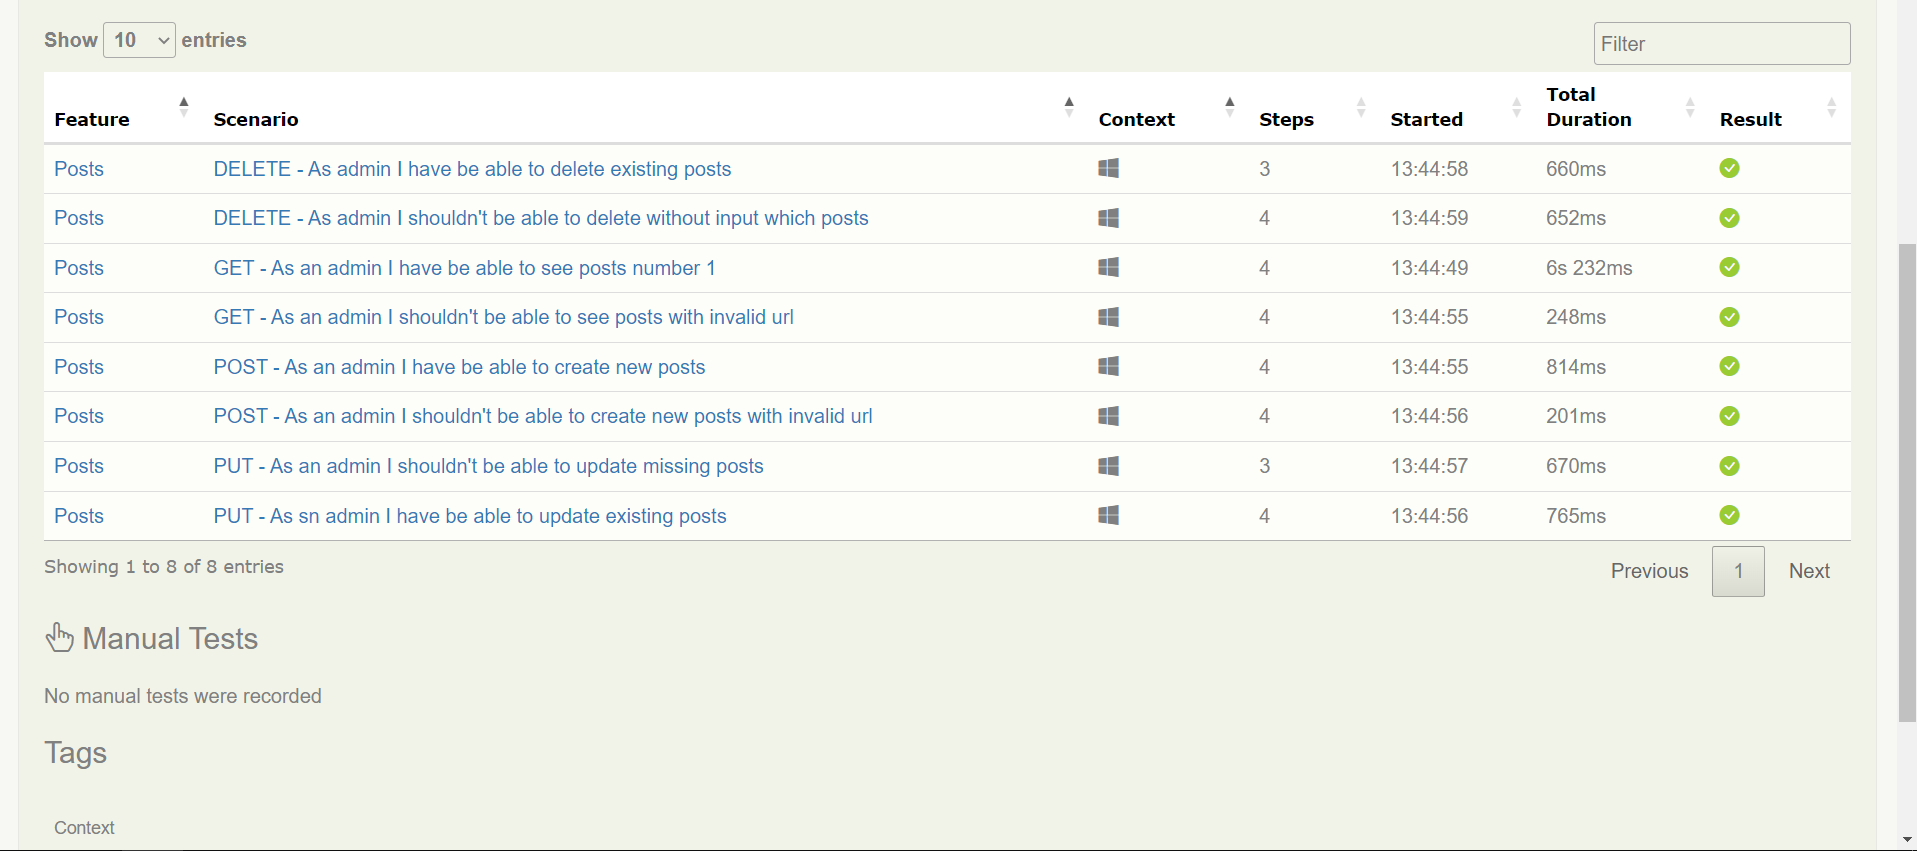 Show 10 entries
Filter
Feature Scenario Context Steps Started Total Duration Result
Posts DELETE - As admin I have be able to delete existing posts 3 13:44:58 660ms
Posts DELETE - As admin I shouldn't be able to delete without input which posts 4 13:44:59 652ms
Posts GET - As an admin I have be able to see posts number 1 4 13:44:49 6s 232ms
Posts GET - As an admin I shouldn't be able to see posts with invalid url 4 13:44:55 248ms
Posts POST - As an admin I have be able to create new posts 4 13:44:55 814ms
Posts POST - As an admin I shouldn't be able to create new posts with invalid url 4 13:44:56 201ms
Posts PUT - As an admin I shouldn't be able to update missing posts 3 13:44:57 670ms
Posts PUT - As sn admin I have be able to update existing posts 4 13:44:56 765ms
Showing 1 to 8 of 8 entries
Previous 1 Next
Manual Tests
No manual tests were recorded
Tags
Context